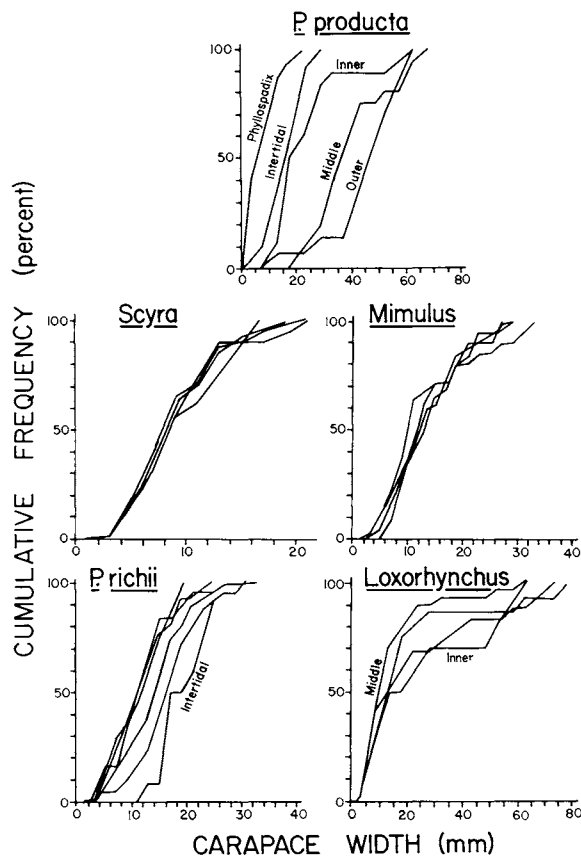 P. producta
100
50
0
Phyllospadix
Intertidal
Inner
Middle
Outer
0 20 40 60 80
CUMULATIVE FREQUENCY (percent)
Scyra
100
50
0
0 10 20
Mimulus
100
50
0
0 10 20 30 40
P. richii
100
50
0
Intertidal
0 10 20 30 40
Loxorhynchus
100
50
0
Middle
Inner
0 20 40 60 80
CARAPACE WIDTH (mm)